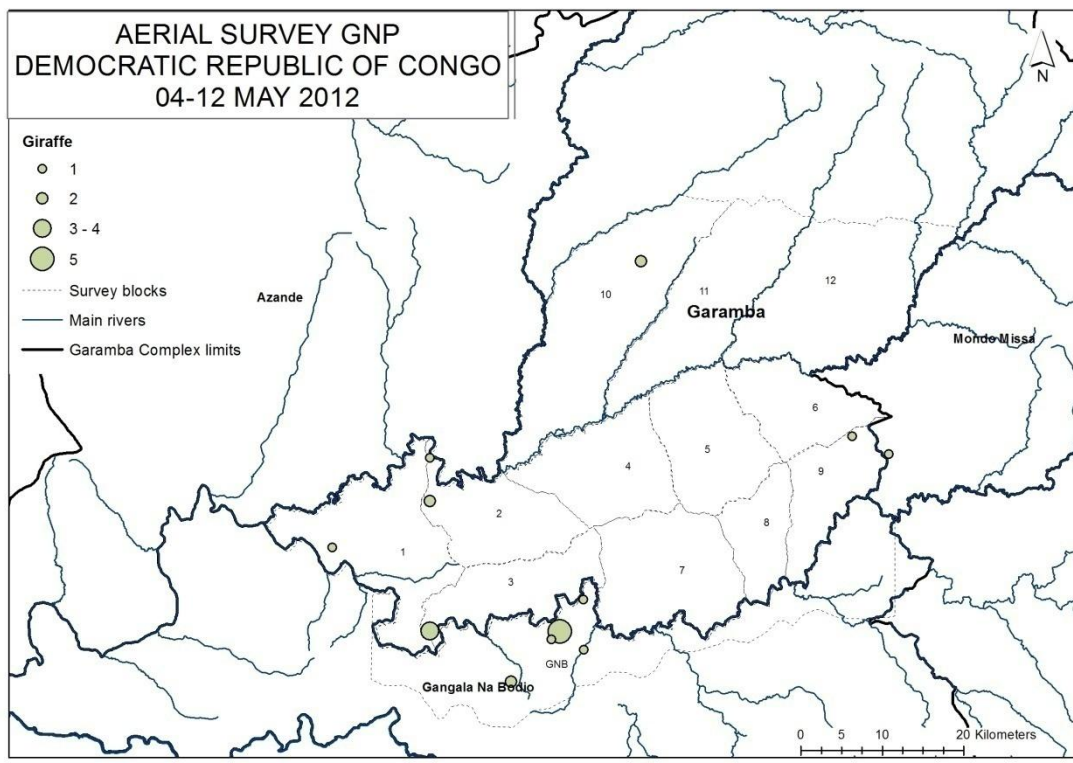 AERIAL SURVEY GNP
DEMOCRATIC REPUBLIC OF CONGO
04-12 MAY 2012
N
Giraffe
1
2
3 - 4
5
Survey blocks
Main rivers
Garamba Complex limits
Azande
10
11
12
Garamba
Mondo Missa
6
5
4
9
2
8
1
3
7
GNB
Gangala Na Bodio
0 5 10 20 Kilometers